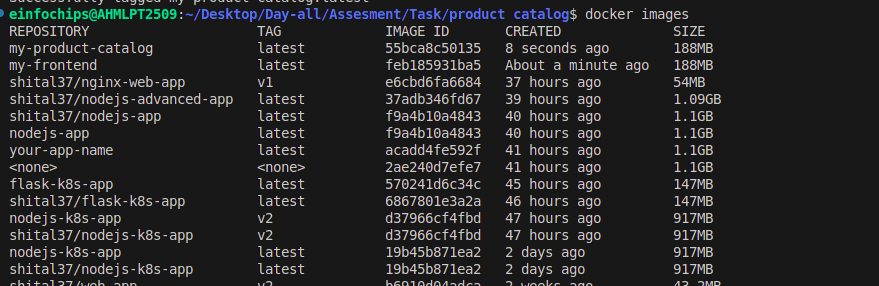 Successfully tagged my-product-catalog:latest
einfochips@AHMLPT2509:~/Desktop/Day-all/Assesment/Task/product catalog$ docker images
REPOSITORY TAG IMAGE ID CREATED SIZE
my-product-catalog latest 55bca8c50135 8 seconds ago 188MB
my-frontend latest feb185931ba5 About a minute ago 188MB
shital37/nginx-web-app v1 e6cbd6fa6684 37 hours ago 54MB
shital37/nodejs-advanced-app latest 37adb346fd67 39 hours ago 1.09GB
shital37/nodejs-app latest f9a4b10a4843 40 hours ago 1.1GB
nodejs-app latest f9a4b10a4843 40 hours ago 1.1GB
your-app-name latest acadd4fe592f 41 hours ago 1.1GB
<none> <none> 2ae240d7efe7 41 hours ago 1.1GB
flask-k8s-app latest 570241d6c34c 45 hours ago 147MB
shital37/flask-k8s-app latest 6867801e3a2a 46 hours ago 147MB
nodejs-k8s-app v2 d37966cf4fbd 47 hours ago 917MB
shital37/nodejs-k8s-app v2 d37966cf4fbd 47 hours ago 917MB
nodejs-k8s-app latest 19b45b871ea2 2 days ago 917MB
shital37/nodejs-k8s-app latest 19b45b871ea2 2 days ago 917MB
shital37/web-app v2 b6910d04adca 2 weeks ago 43.2MB